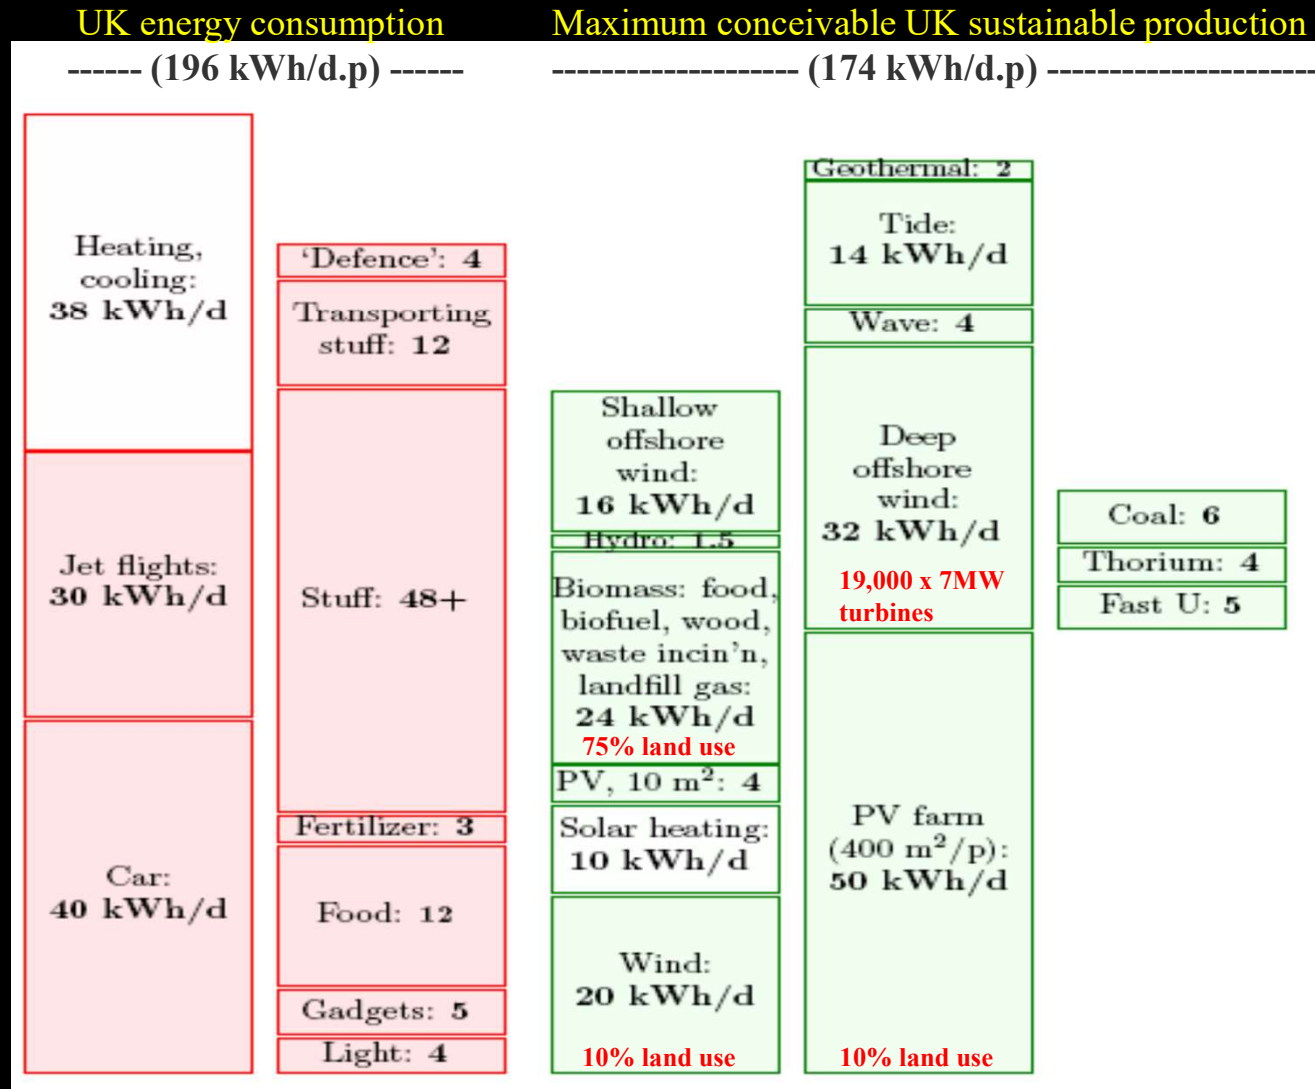 UK energy consumption
------ (196 kWh/d.p) ------
Heating,
cooling:
38 kWh/d
Jet flights:
30 kWh/d
Car:
40 kWh/d
‘Defence’: 4
Transporting
stuff: 12
Stuff: 48+
Fertilizer: 3
Food: 12
Gadgets: 5
Light: 4
Maximum conceivable UK sustainable production
-------------------- (174 kWh/d.p) ----------------------
Shallow
offshore
wind:
16 kWh/d
Hydro: 1.5
Biomass: food,
biofuel, wood,
waste incin’n,
landfill gas:
24 kWh/d
75% land use
PV, 10 m²: 4
Solar heating:
10 kWh/d
Wind:
20 kWh/d
10% land use
Geothermal: 2
Tide:
14 kWh/d
Wave: 4
Deep
offshore
wind:
32 kWh/d
19,000 x 7MW
turbines
PV farm
(400 m²/p):
50 kWh/d
10% land use
Coal: 6
Thorium: 4
Fast U: 5